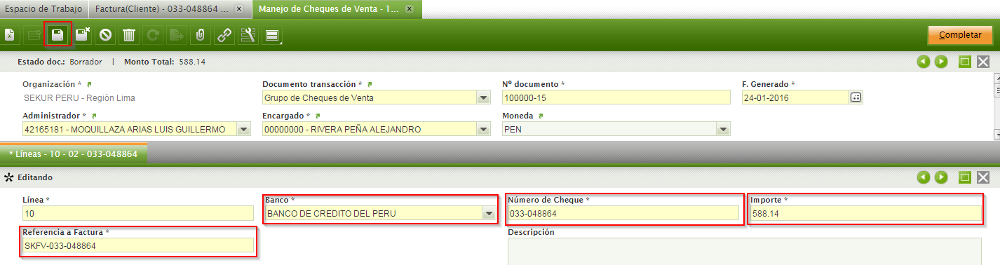 Espacio de Trabajo Factura(Cliente) - 033-048864 ... Manejo de Cheques de Venta - 1...
Completar
Estado doc.: Borrador | Monto Total: 588.14
Organización * Documento transacción * Nº documento * F. Generado *
SEKUR PERU - Región Lima Grupo de Cheques de Venta 100000-15 24-01-2016
Administrador * Encargado * Moneda
42165181 - MOQUILLAZA ARIAS LUIS GUILLERMO 00000000 - RIVERA PEÑA ALEJANDRO PEN
* Líneas - 10 - 02 - 033-048864
Editando
Línea * Banco * Número de Cheque * Importe *
10 BANCO DE CREDITO DEL PERU 033-048864 588.14
Referencia a Factura * Descripción
SKFV-033-048864